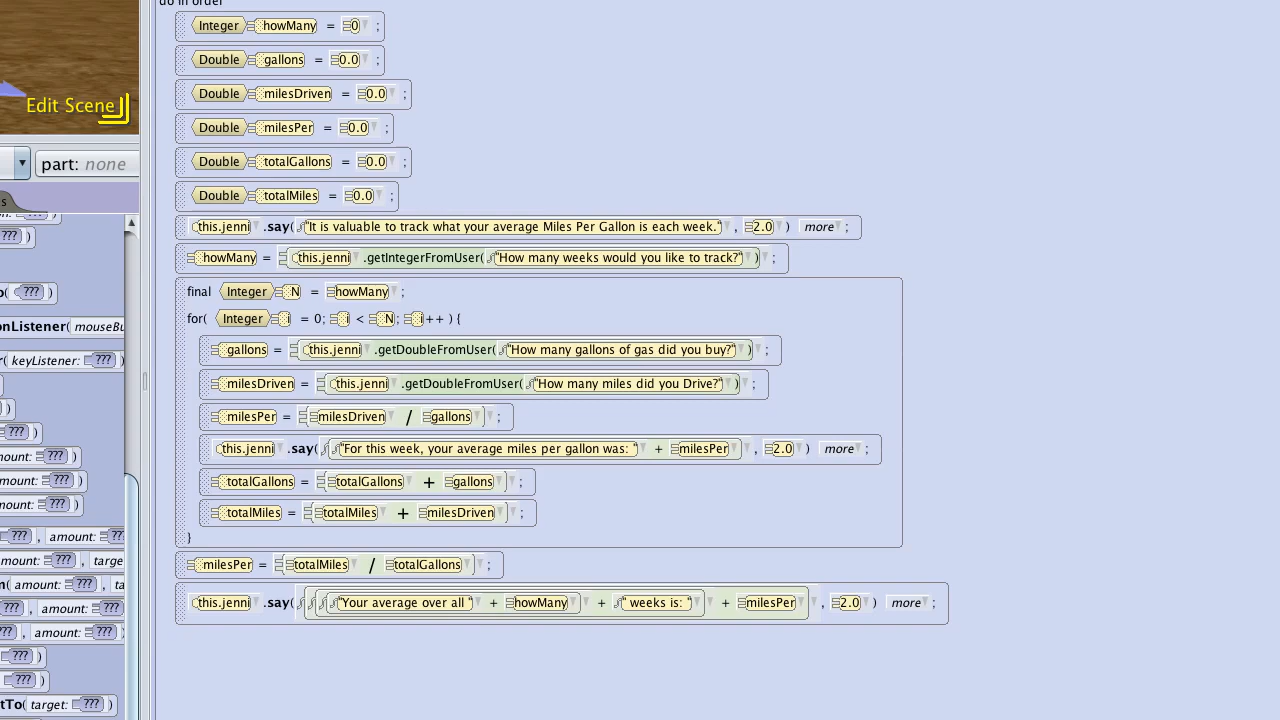 do in order
Integer howMany = 0 ;
Double gallons = 0.0 ;
Double milesDriven = 0.0 ;
Double milesPer = 0.0 ;
Double totalGallons = 0.0 ;
Double totalMiles = 0.0 ;
this.jenni .say( "It is valuable to track what your average Miles Per Gallon is each week." , 2.0 ) more ;
howMany = this.jenni .getIntegerFromUser( "How many weeks would you like to track?" ) ;
final Integer N = howMany ;
for( Integer i = 0; i < N; i ++ ) {
gallons = this.jenni .getDoubleFromUser( "How many gallons of gas did you buy?" ) ;
milesDriven = this.jenni .getDoubleFromUser( "How many miles did you Drive?" ) ;
milesPer = milesDriven / gallons ;
this.jenni .say( "For this week, your average miles per gallon was: " + milesPer , 2.0 ) more ;
totalGallons = totalGallons + gallons ;
totalMiles = totalMiles + milesDriven ;
}
milesPer = totalMiles / totalGallons ;
this.jenni .say( "Your average over all " + howMany + " weeks is: " + milesPer , 2.0 ) more ;
Edit Scene
part: none
s
???
??? )
( ??? )
onListener( mouseBu
( keyListener: ??? )
)
)
??? )
amount: ??? )
mount: ??? )
mount: ??? )
??? , amount: ??
mount: ??? , targe
( amount: ??? , ta
??? , amount: ???
??? , amount: ???
??? )
??? )
tTo( target: ??? )